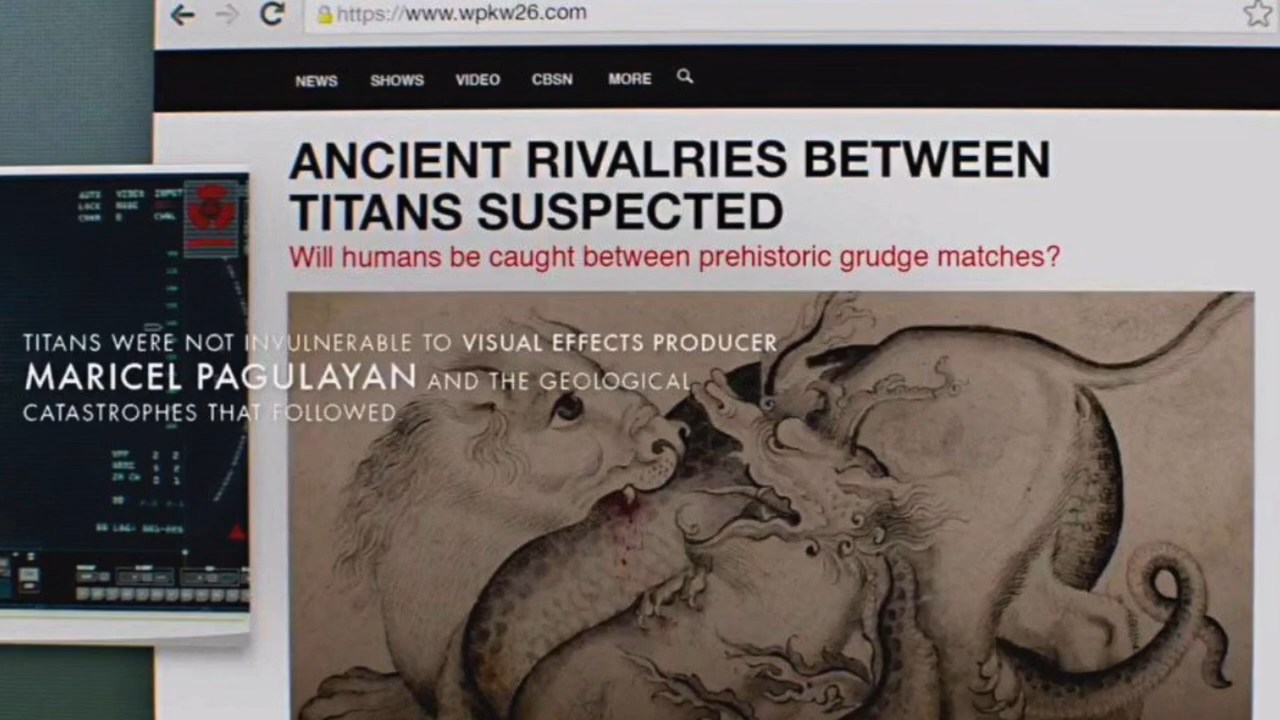 https://www.wpkw26.com
NEWS SHOWS VIDEO CBSN MORE
ANCIENT RIVALRIES BETWEEN
TITANS SUSPECTED
Will humans be caught between prehistoric grudge matches?
TITANS WERE NOT INVULNERABLE TO VISUAL EFFECTS PRODUCER
MARICEL PAGULAYAN AND THE GEOLOGICAL
CATASTROPHES THAT FOLLOWED